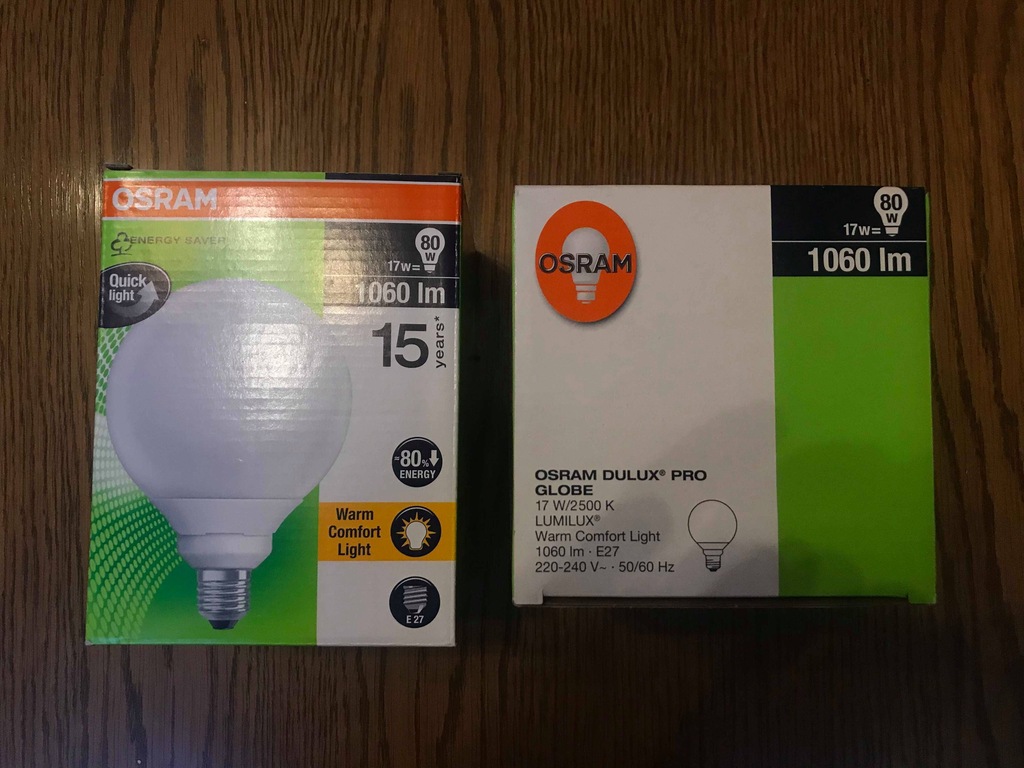 OSRAM
ENERGY SAVER
Quick
light
80
W
17w=
1060 lm
15
years*
-80% 
ENERGY
Warm
Comfort
Light
E 27
OSRAM
80
W
17w=
1060 lm
OSRAM DULUX® PRO
GLOBE
17 W/2500 K
LUMILUX®
Warm Comfort Light
1060 lm · E27
220-240 V~ · 50/60 Hz